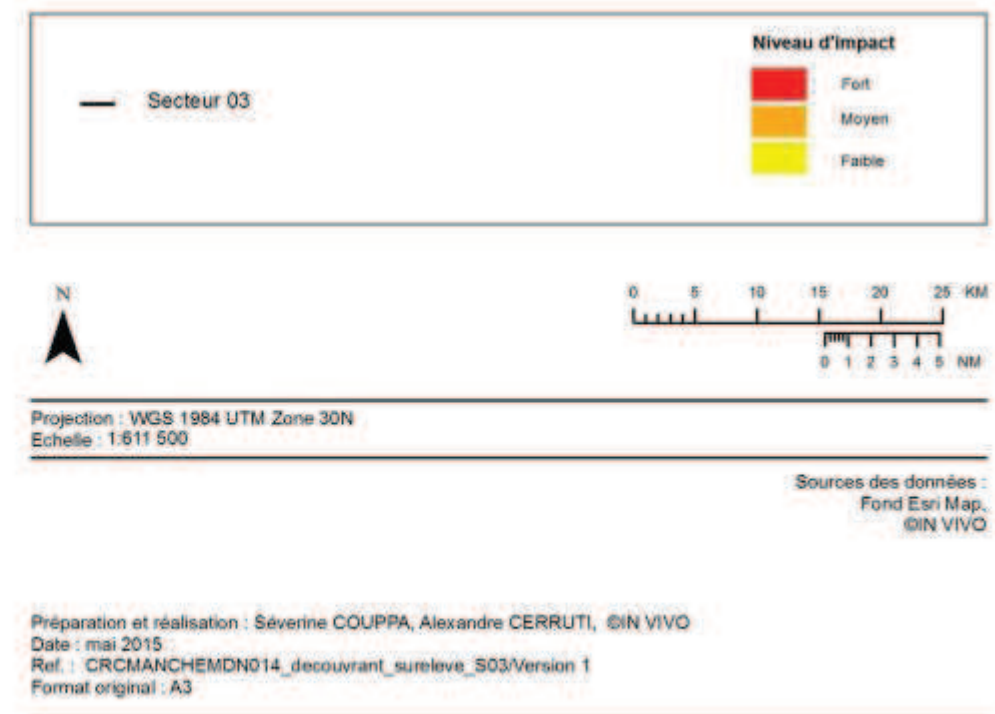 Niveau d'impact
Fort
Secteur 03
Moyen
Faible
N
0 5 10 15 20 25 KM
0 1 2 3 4 5 NM
Projection : WGS 1984 UTM Zone 30N
Echelle : 1:611 500
Sources des données :
Fond Esri Map,
©IN VIVO
Préparation et réalisation : Séverine COUPPA, Alexandre CERRUTI, ©IN VIVO
Date : mai 2015
Ref. : CRCMANCHEMDN014_decouvrant_sureleve_S03/Version 1
Format original : A3